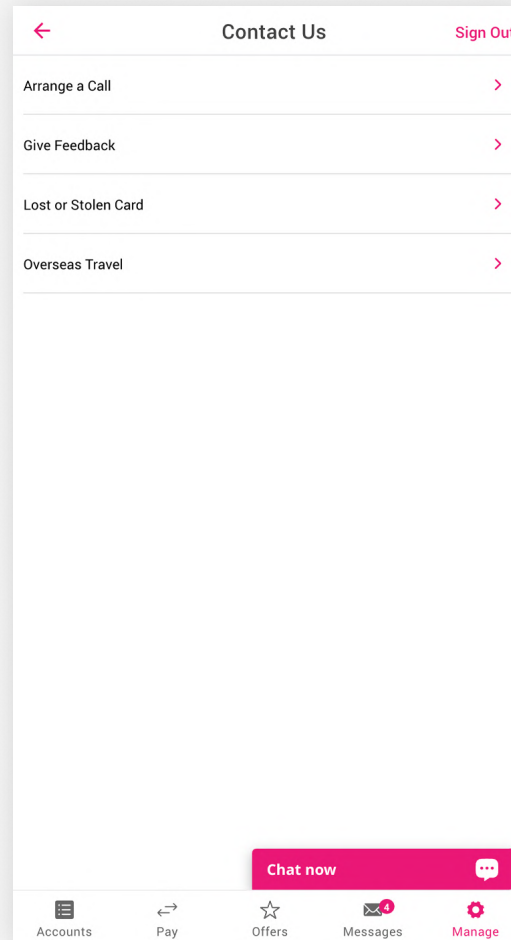 Contact Us
Sign Out
Arrange a Call
Give Feedback
Lost or Stolen Card
Overseas Travel
Chat now
4
Accounts
Pay
Offers
Messages
Manage